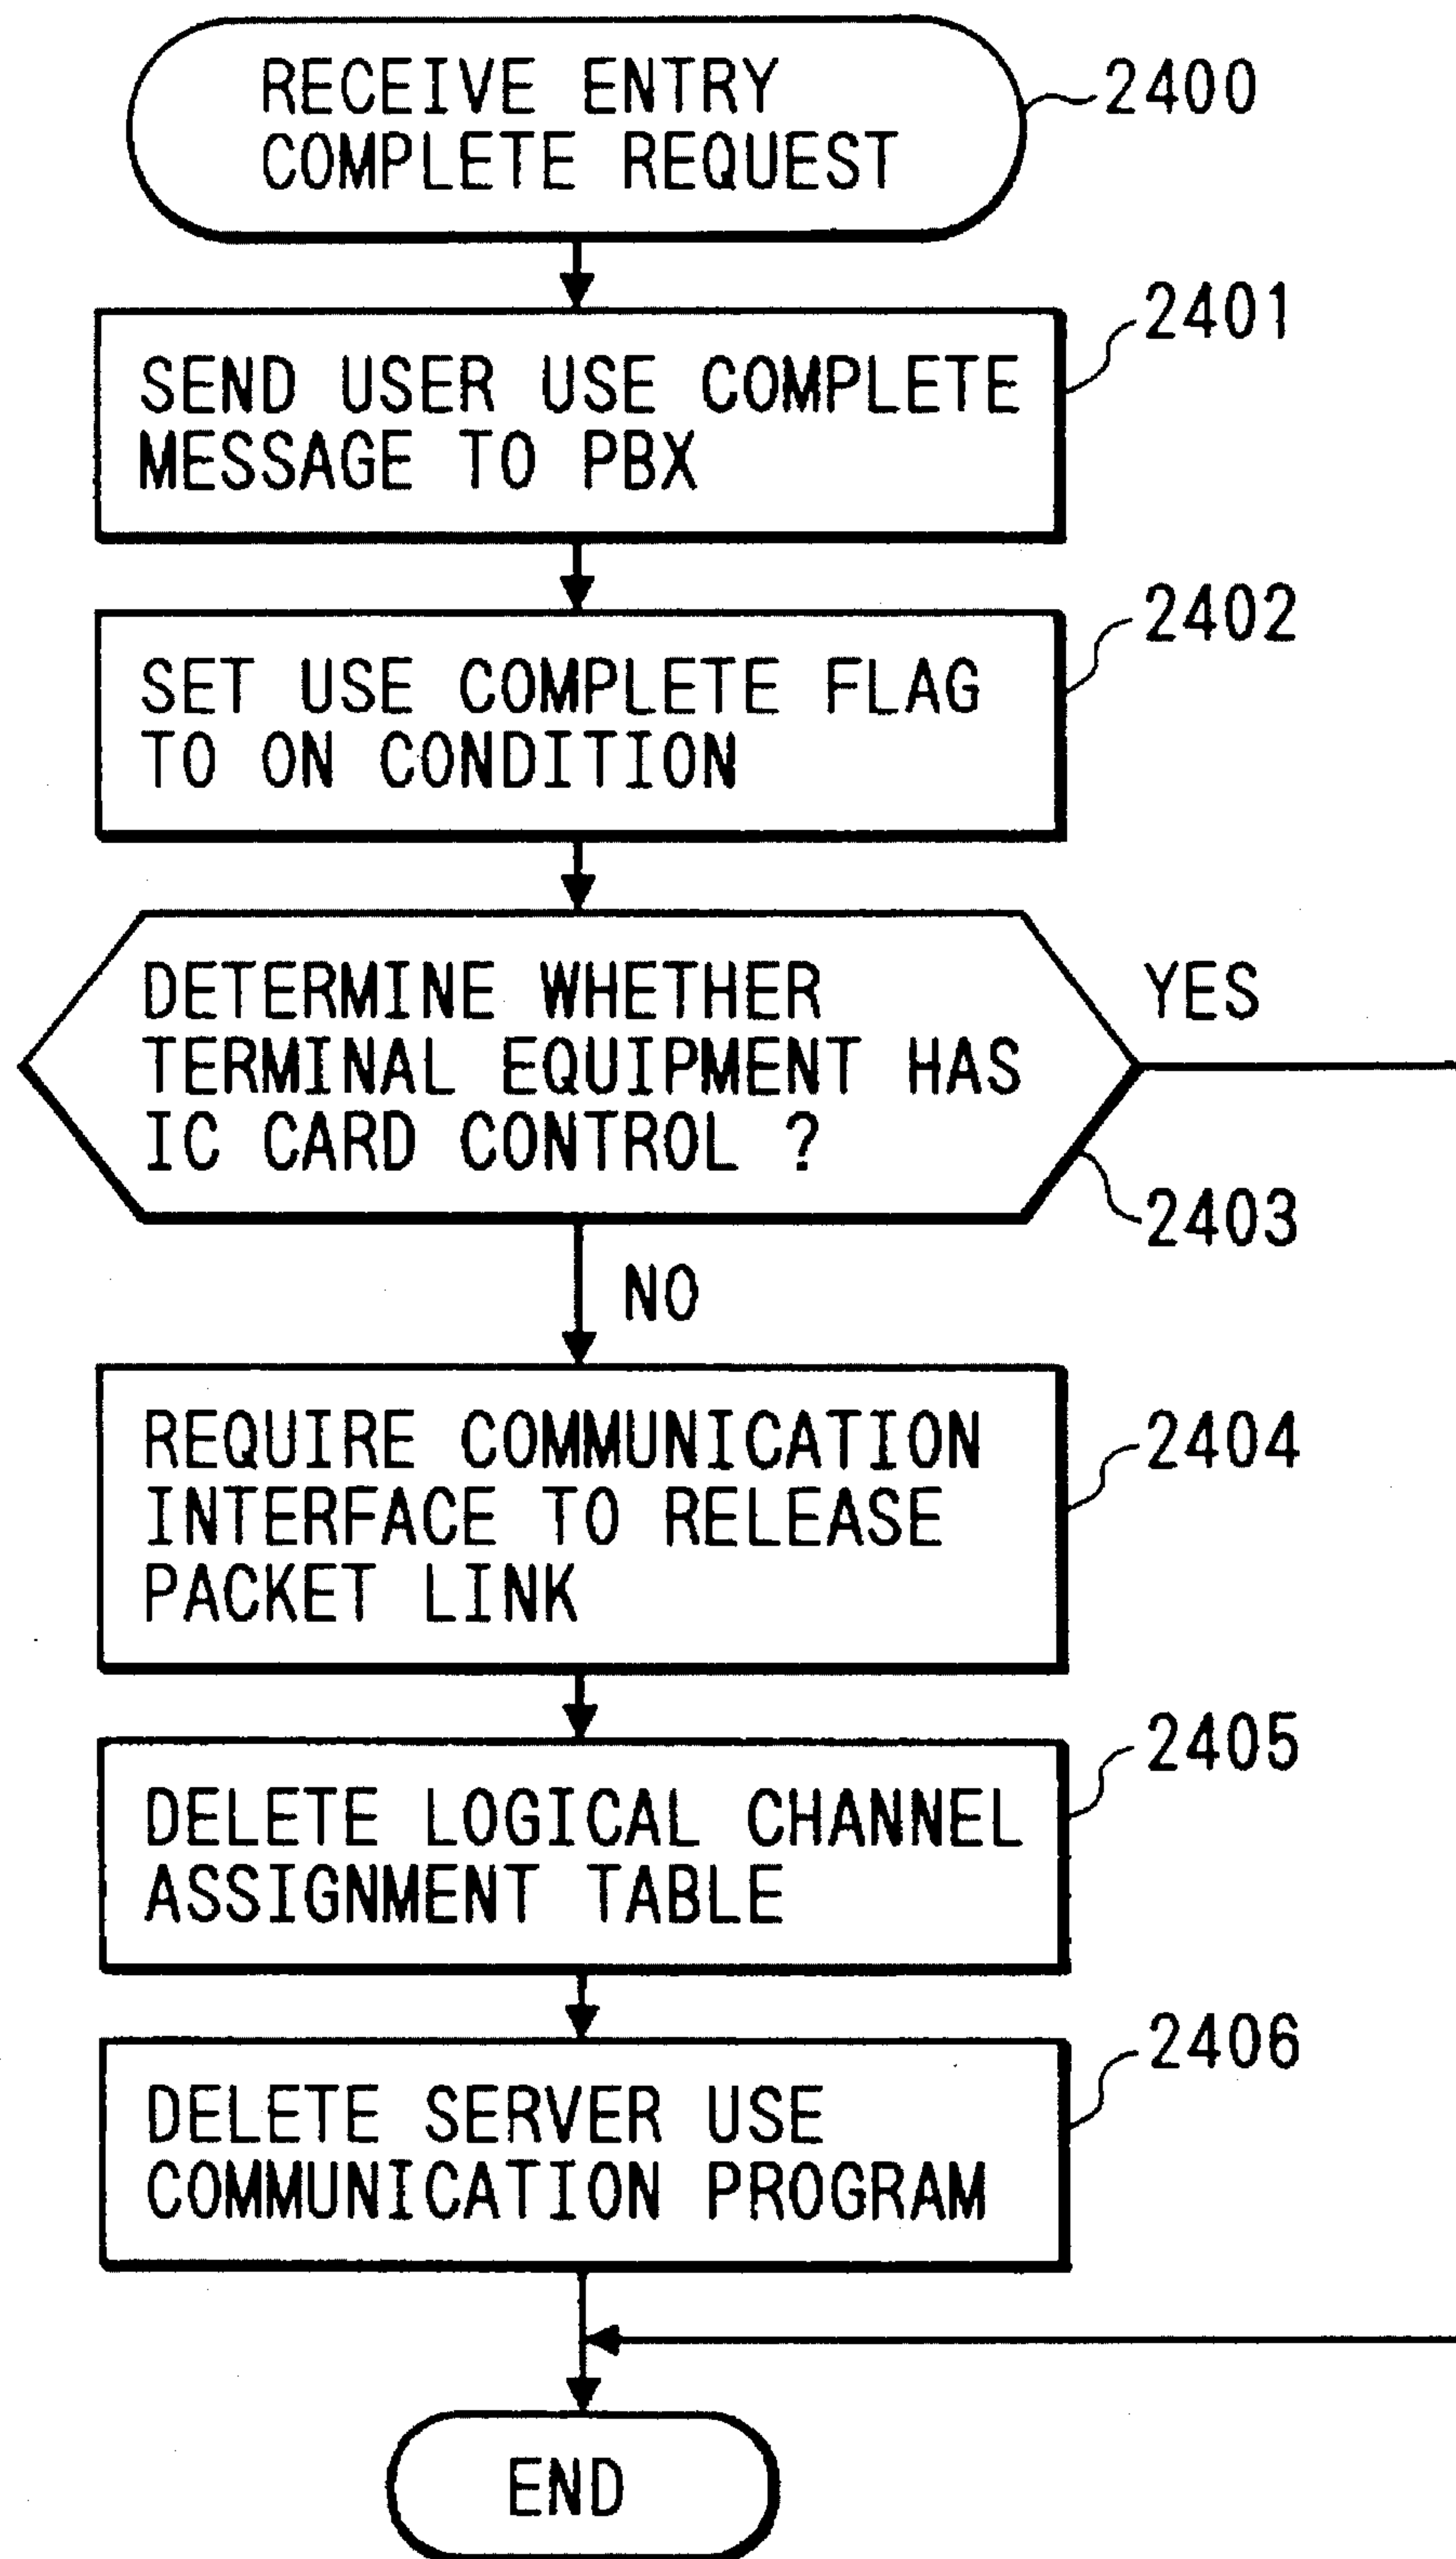 RECEIVE ENTRY
COMPLETE REQUEST
2400
2401
SEND USER USE COMPLETE
MESSAGE TO PBX
2402
SET USE COMPLETE FLAG
TO ON CONDITION
DETERMINE WHETHER
TERMINAL EQUIPMENT HAS
IC CARD CONTROL ?
YES
2403
NO
REQUIRE COMMUNICATION
INTERFACE TO RELEASE
PACKET LINK
2404
2405
DELETE LOGICAL CHANNEL
ASSIGNMENT TABLE
2406
DELETE SERVER USE
COMMUNICATION PROGRAM
END